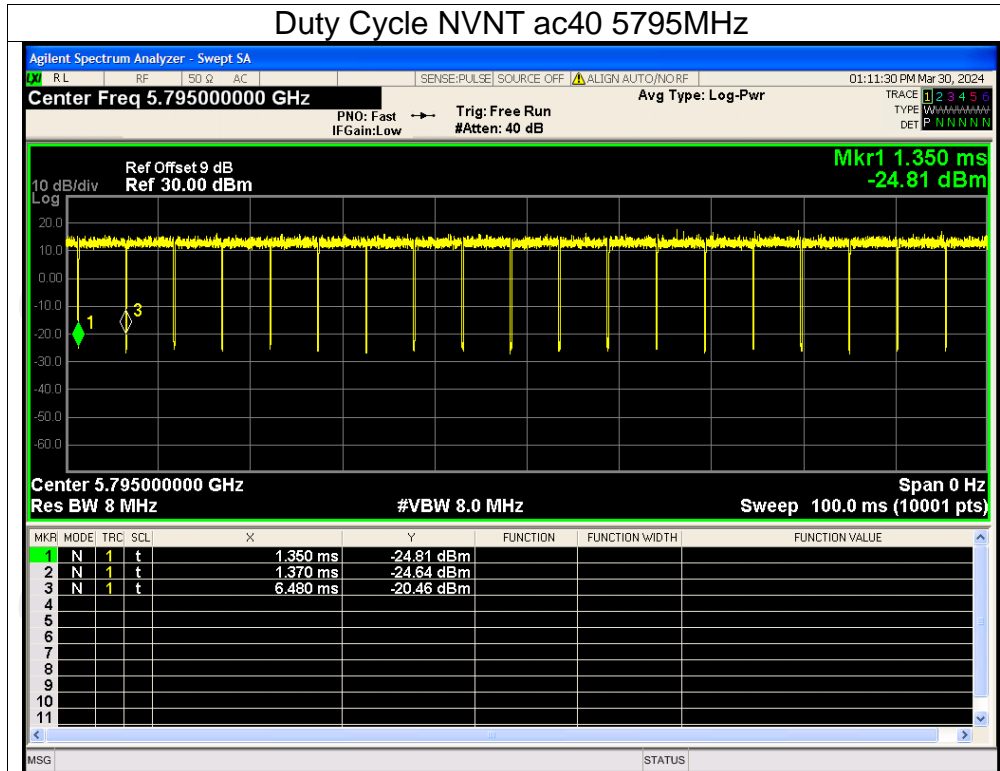 Duty Cycle NVNT ac40 5795MHz
Agilent Spectrum Analyzer - Swept SA
LXI RL RF 50 Ω AC SENSE:PULSE SOURCE OFF ALIGN AUTO/NO RF 01:11:30 PM Mar 30, 2024
Center Freq 5.795000000 GHz Avg Type: Log-Pwr TRACE 1 2 3 4 5 6
PNO: Fast Trig: Free Run TYPE W
IFGain:Low #Atten: 40 dB DET P N N N N N
Mkr1 1.350 ms
Ref Offset 9 dB
10 dB/div Ref 30.00 dBm -24.81 dBm
Log
20.0
10.0
0.00
-10.0
3
1
-20.0
-30.0
-40.0
-50.0
-60.0
Center 5.795000000 GHz Span 0 Hz
Res BW 8 MHz #VBW 8.0 MHz Sweep 100.0 ms (10001 pts)
MKR MODE TRC SCL X Y FUNCTION FUNCTION WIDTH FUNCTION VALUE
1 N 1 t 1.350 ms -24.81 dBm
2 N 1 t 1.370 ms -24.64 dBm
3 N 1 t 6.480 ms -20.46 dBm
4
5
6
7
8
9
10
11
MSG STATUS